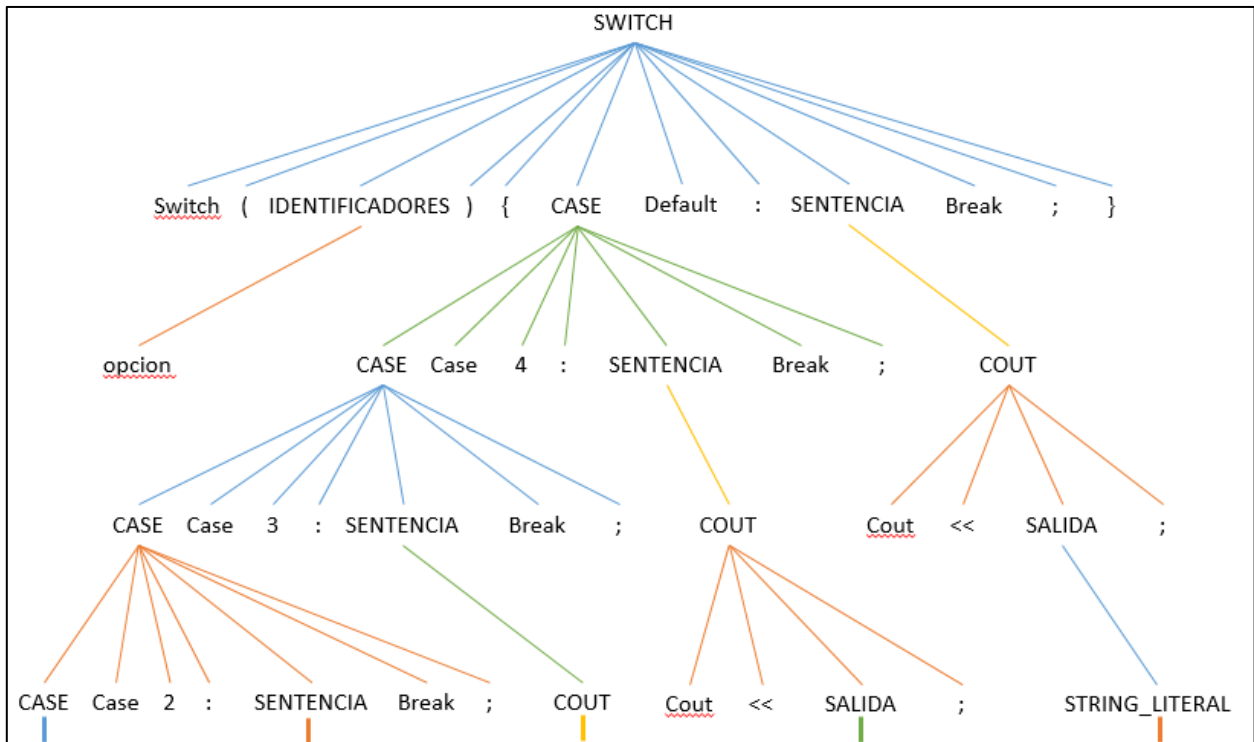 SWITCH
Switch ( IDENTIFICADORES ) { CASE Default : SENTENCIA Break ; }
opcion CASE Case 4 : SENTENCIA Break ; COUT
CASE Case 3 : SENTENCIA Break ; COUT Cout << SALIDA ;
CASE Case 2 : SENTENCIA Break ; COUT Cout << SALIDA ; STRING_LITERAL